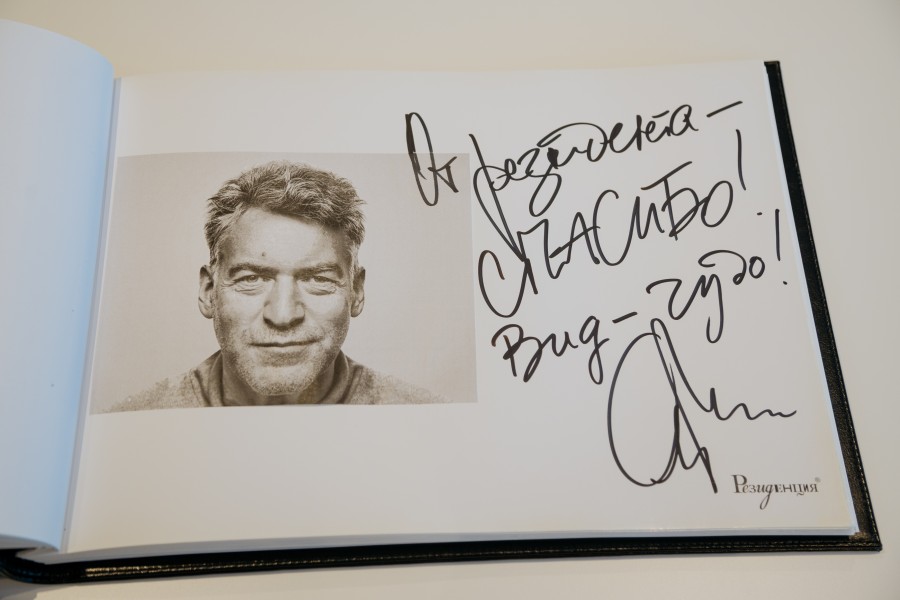 От резидента –
СПАСИБО!
Вид – чудо!
Резиденция®